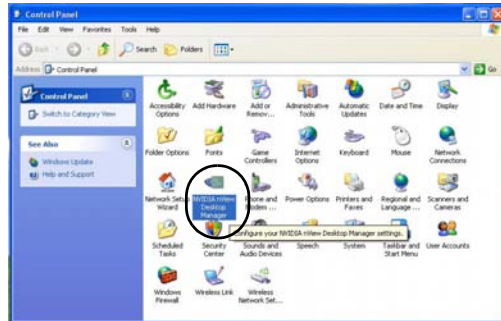 Control Panel
File Edit View Favorites Tools Help
Back Search Folders
Address Control Panel Go
Control Panel
Switch to Category View
See Also
Windows Update
Help and Support
Accessibility Options
Add Hardware
Add or Remov...
Administrative Tools
Automatic Updates
Date and Time
Display
Folder Options
Fonts
Game Controllers
Internet Options
Keyboard
Mouse
Network Connections
Network Setup Wizard
NVIDIA nView Desktop Manager
Phone and Modem ...
Power Options
Printers and Faxes
Regional and Language ...
Scanners and Cameras
Configure your NVIDIA nView Desktop Manager settings.
Scheduled Tasks
Security Center
Sounds and Audio Devices
Speech
System
Taskbar and Start Menu
User Accounts
Windows Firewall
Wireless Link
Wireless Network Set...